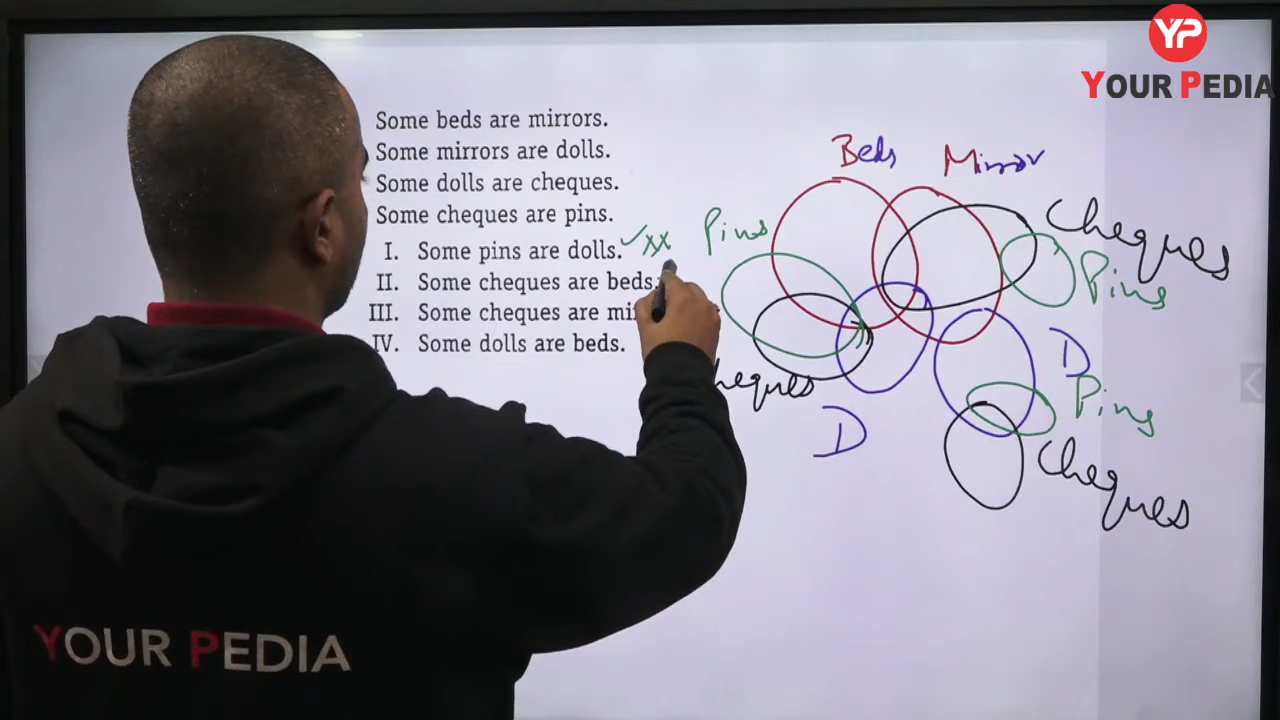 YP
YOUR PEDIA
Some beds are mirrors.
Some mirrors are dolls.
Some dolls are cheques.
Some cheques are pins.
I. Some pins are dolls. ✓xx
II. Some cheques are beds.
III. Some cheques are mi
IV. Some dolls are beds.
Beds Mirror
Pins Cheques
Pins
D
Pins
heques
D
Cheques
YOUR PEDIA